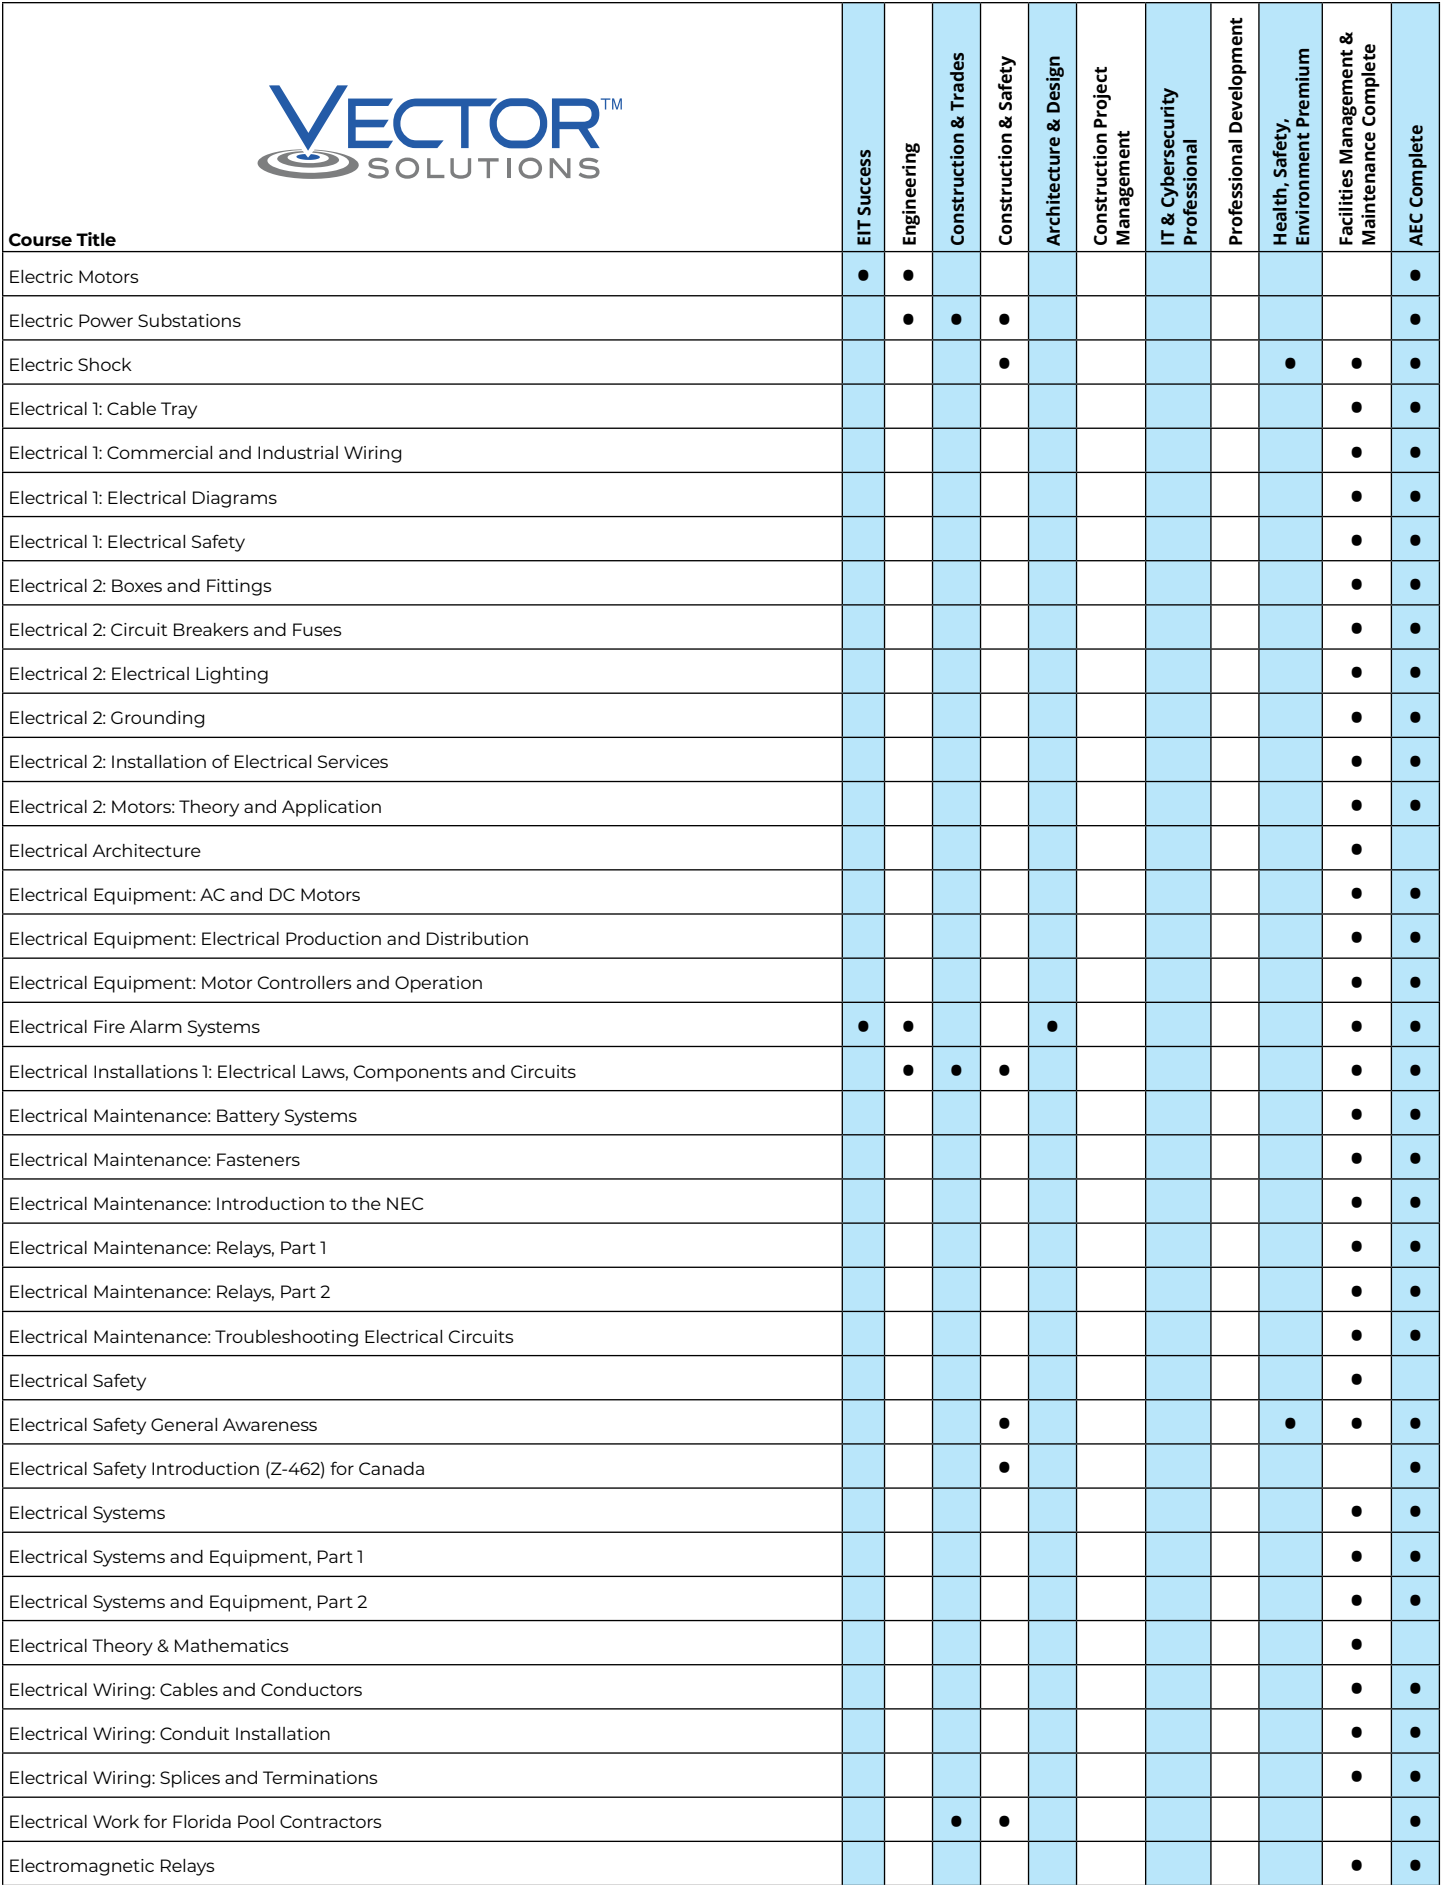 VECTOR™
SOLUTIONS
Course Title
EIT Success
Engineering
Construction & Trades
Construction & Safety
Architecture & Design
Construction Project
Management
IT & Cybersecurity
Professional
Professional Development
Health, Safety,
Environment Premium
Facilities Management &
Maintenance Complete
AEC Complete
Electric Motors • • •
Electric Power Substations • • • •
Electric Shock • • • •
Electrical 1: Cable Tray • •
Electrical 1: Commercial and Industrial Wiring • •
Electrical 1: Electrical Diagrams • •
Electrical 1: Electrical Safety • •
Electrical 2: Boxes and Fittings • •
Electrical 2: Circuit Breakers and Fuses • •
Electrical 2: Electrical Lighting • •
Electrical 2: Grounding • •
Electrical 2: Installation of Electrical Services • •
Electrical 2: Motors: Theory and Application • •
Electrical Architecture •
Electrical Equipment: AC and DC Motors • •
Electrical Equipment: Electrical Production and Distribution • •
Electrical Equipment: Motor Controllers and Operation • •
Electrical Fire Alarm Systems • • • • •
Electrical Installations 1: Electrical Laws, Components and Circuits • • • • •
Electrical Maintenance: Battery Systems • •
Electrical Maintenance: Fasteners • •
Electrical Maintenance: Introduction to the NEC • •
Electrical Maintenance: Relays, Part 1 • •
Electrical Maintenance: Relays, Part 2 • •
Electrical Maintenance: Troubleshooting Electrical Circuits • •
Electrical Safety •
Electrical Safety General Awareness • • • •
Electrical Safety Introduction (Z-462) for Canada • •
Electrical Systems • •
Electrical Systems and Equipment, Part 1 • •
Electrical Systems and Equipment, Part 2 • •
Electrical Theory & Mathematics •
Electrical Wiring: Cables and Conductors • •
Electrical Wiring: Conduit Installation • •
Electrical Wiring: Splices and Terminations • •
Electrical Work for Florida Pool Contractors • • •
Electromagnetic Relays • •